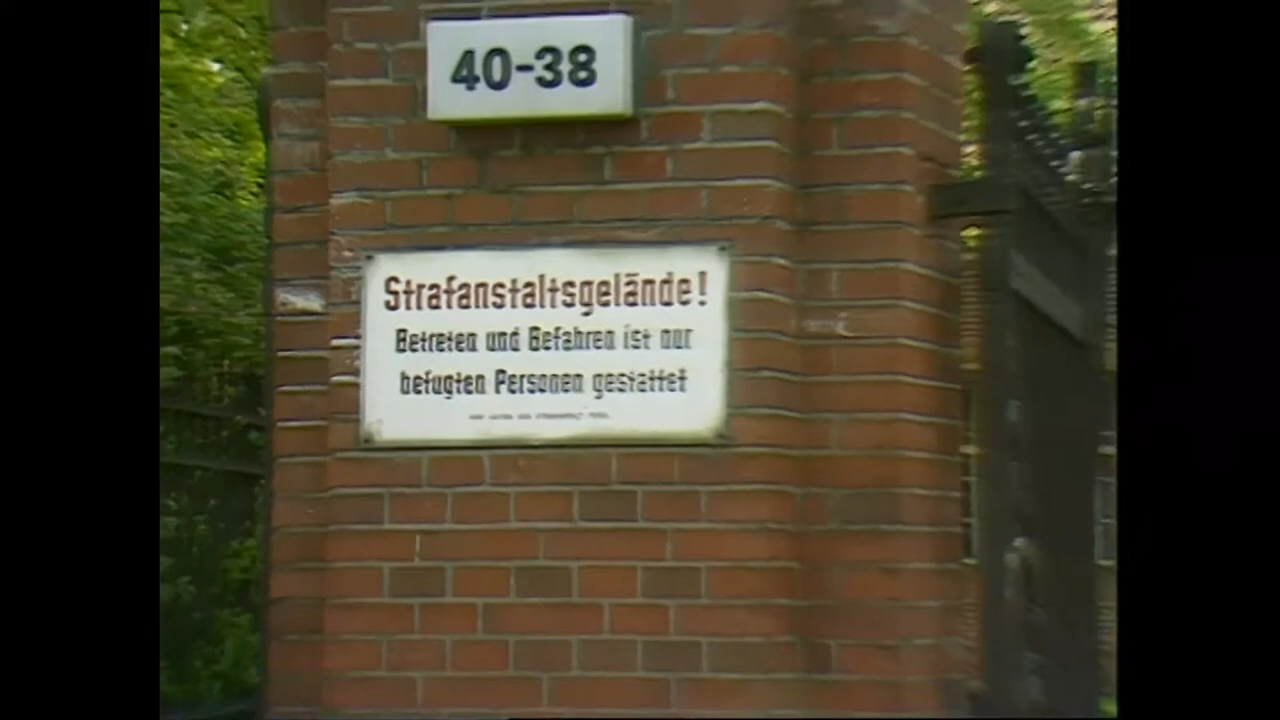 40-38
Strafanstaltsgelände!
Betreten und Befahren ist nur
befugten Personen gestattet